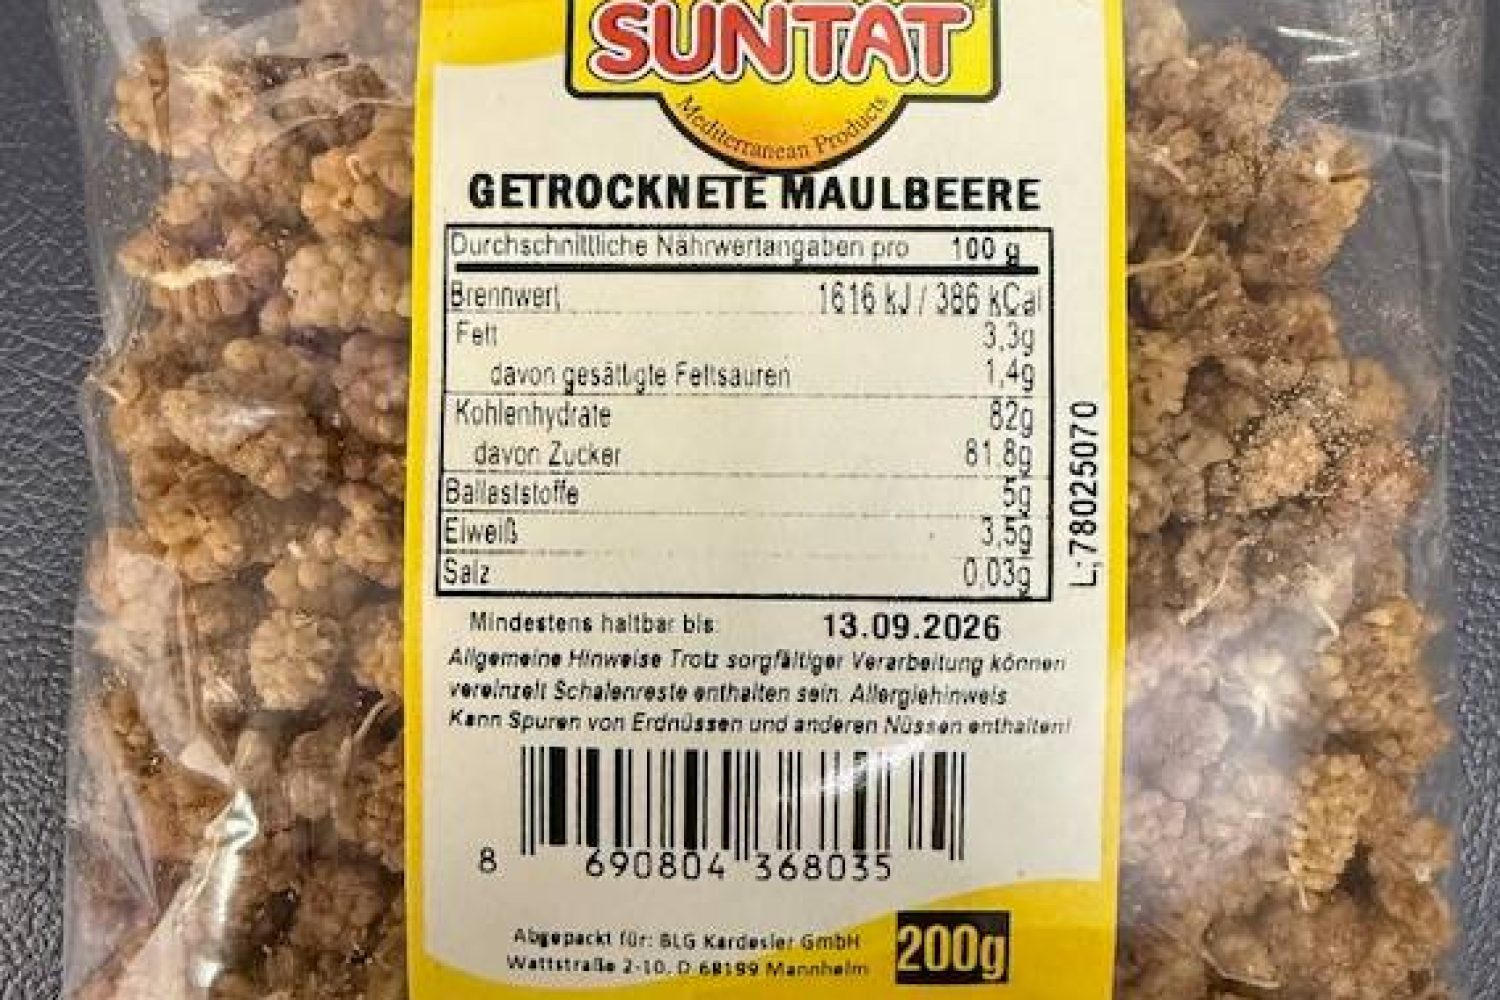 SUNTAT
Mediterranean Products
GETROCKNETE MAULBEERE
Durchschnittliche Nährwertangaben pro 100 g
Brennwert 1616 kJ / 386 kCal
Fett 3,3g
davon gesättigte Fettsäuren 1,4g
Kohlenhydrate 82g
davon Zucker 81.8g
Ballaststoffe 5g
Eiweiß 3,5g
Salz 0,03g
L;78025070
Mindestens haltbar bis: 13.09.2026
Allgemeine Hinweise Trotz sorgfältiger Verarbeitung können
vereinzelt Schalenreste enthalten sein. Allergiehinweis
Kann Spuren von Erdnüssen und anderen Nüssen enthalten!
8 690804 368035
Abgepackt für: BLG Kardesler GmbH
Wattstraße 2-10. D 68199 Mannheim
200g